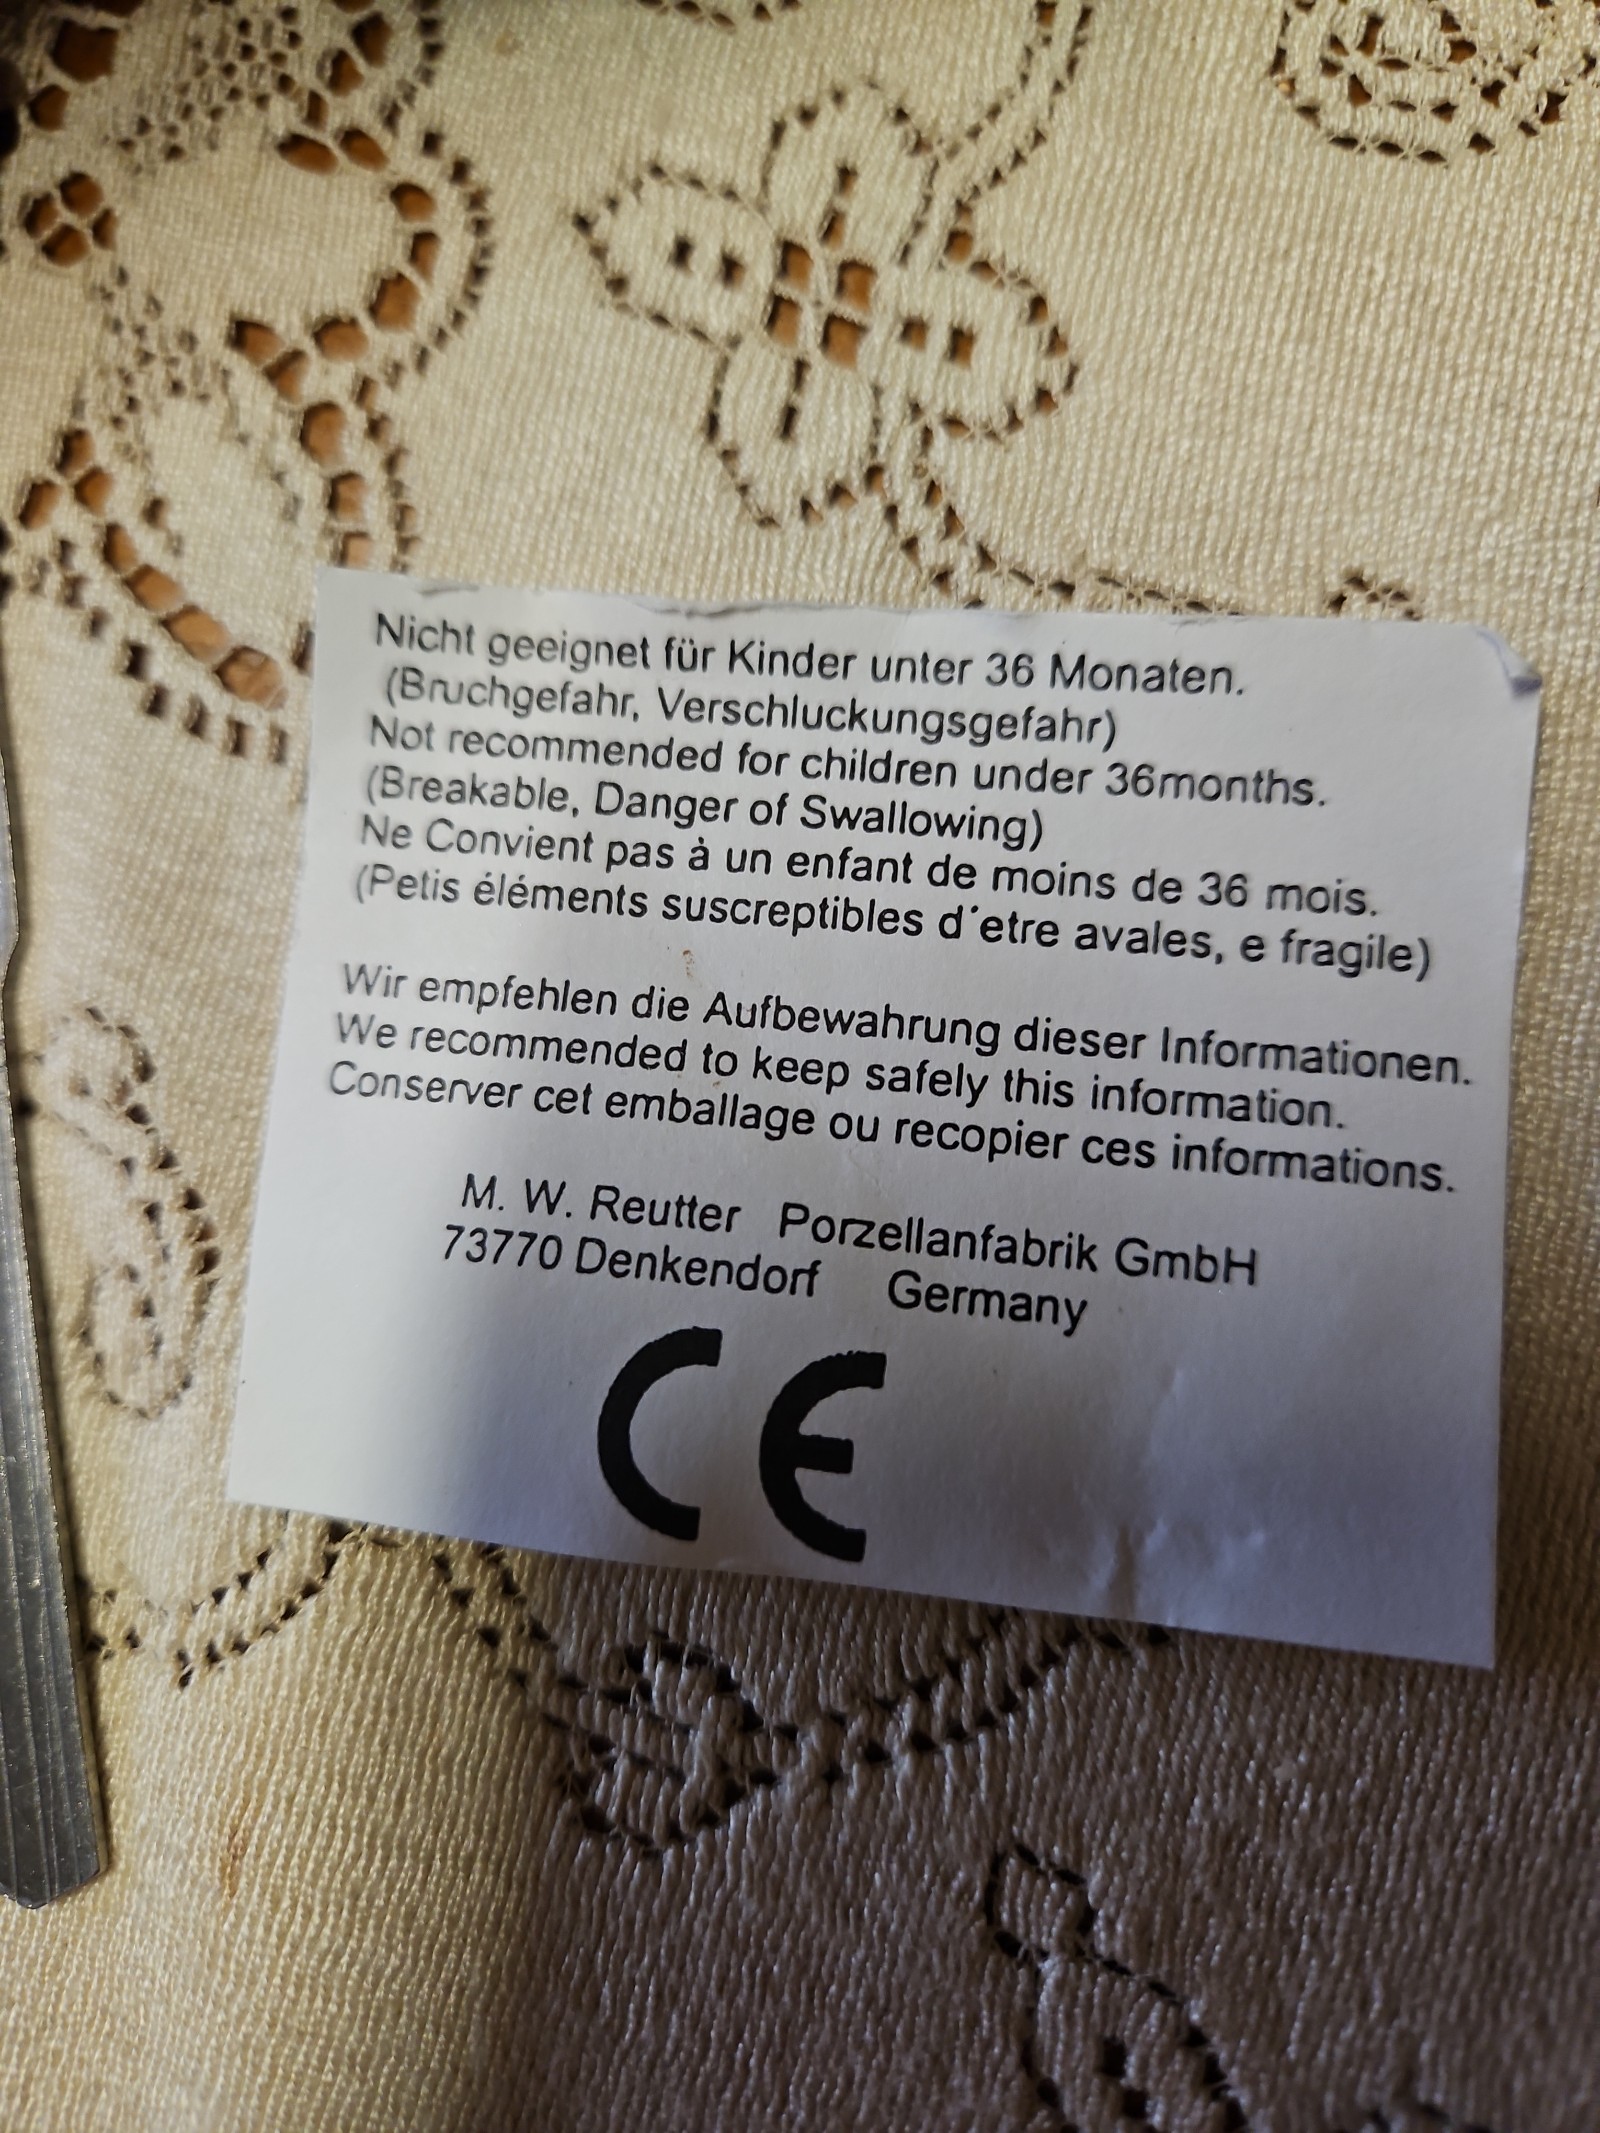 Nicht geeignet für Kinder unter 36 Monaten.
(Bruchgefahr, Verschluckungsgefahr)
Not recommended for children under 36months.
(Breakable, Danger of Swallowing)
Ne Convient pas à un enfant de moins de 36 mois.
(Petis éléments susceptibles d´etre avales, e fragile)
Wir empfehlen die Aufbewahrung dieser Informationen.
We recommended to keep safely this information.
Conserver cet emballage ou recopier ces informations.
M. W. Reutter Porzellanfabrik GmbH
73770 Denkendorf Germany
CE